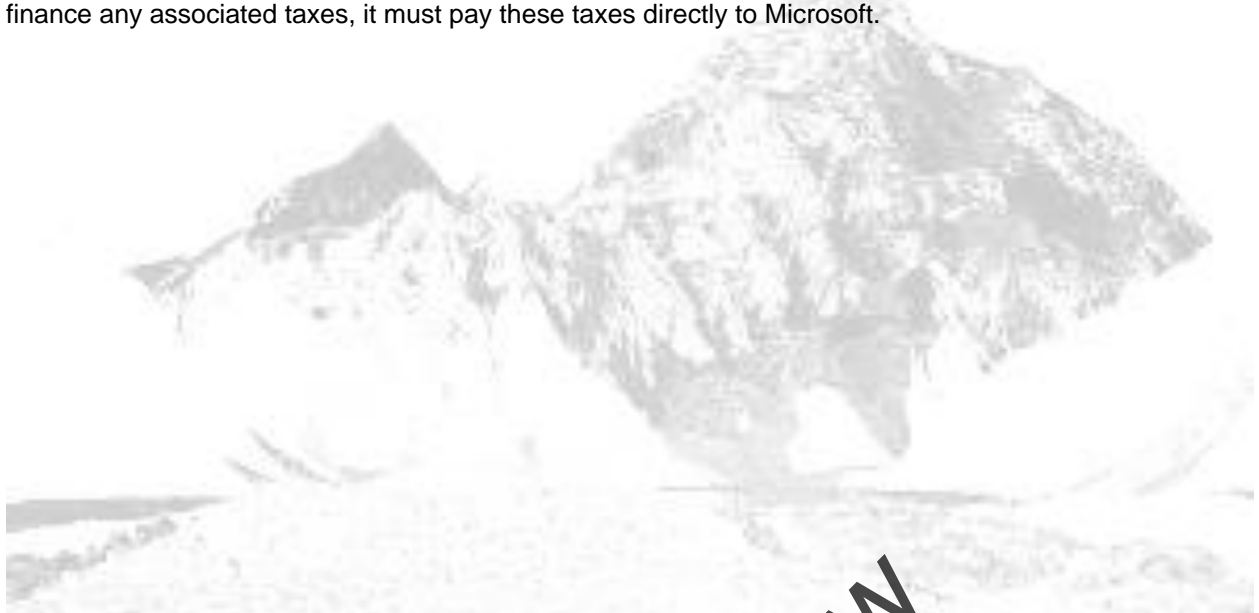 finance any associated taxes, it must pay these taxes directly to Microsoft.